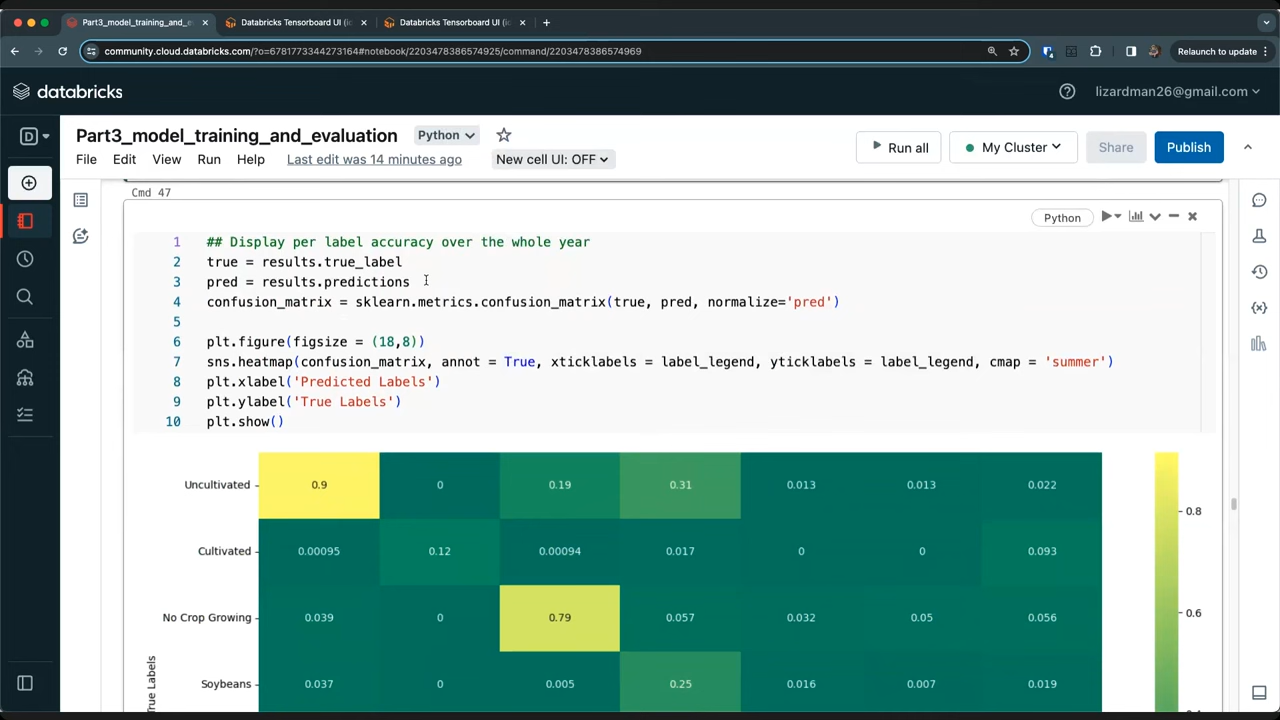 Part3_model_training_and_e
Databricks Tensorboard UI (ic
Databricks Tensorboard UI (ic
community.cloud.databricks.com/?o=6781773344273164#notebook/2203478386574925/command/2203478386574969
Relaunch to update
databricks
lizardman26@gmail.com
D
Part3_model_training_and_evaluation
Python
Run all
My Cluster
Share
Publish
File Edit View Run Help Last edit was 14 minutes ago New cell UI: OFF
Cmd 47
Python
1 ## Display per label accuracy over the whole year
2 true = results.true_label
3 pred = results.predictions
4 confusion_matrix = sklearn.metrics.confusion_matrix(true, pred, normalize='pred')
5
6 plt.figure(figsize = (18,8))
7 sns.heatmap(confusion_matrix, annot = True, xticklabels = label_legend, yticklabels = label_legend, cmap = 'summer')
8 plt.xlabel('Predicted Labels')
9 plt.ylabel('True Labels')
10 plt.show()
Uncultivated 0.9 0 0.19 0.31 0.013 0.013 0.022
0.8
Cultivated 0.00095 0.12 0.00094 0.017 0 0 0.093
No Crop Growing 0.039 0 0.79 0.057 0.032 0.05 0.056
0.6
Soybeans 0.037 0 0.005 0.25 0.016 0.007 0.019
True Labels